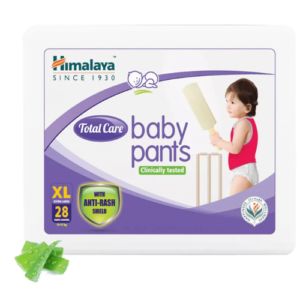 Himalaya
SINCE 1930
Total Care
baby
pants
Clinically tested
XL
28
WITH
ANTI-RASH
SHIELD